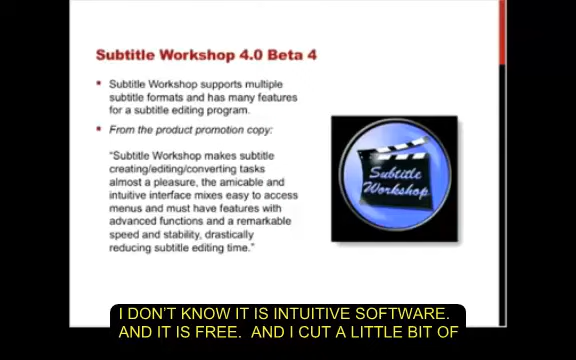 Subtitle Workshop 4.0 Beta 4
Subtitle Workshop supports multiple
subtitle formats and has many features
for a subtitle editing program.
From the product promotion copy:
"Subtitle Workshop makes subtitle
creating/editing/converting tasks
almost a pleasure, the amicable and
intuitive interface mixes easy to access
menus and must have features with
advanced functions and a remarkable
speed and stability, drastically
reducing subtitle editing time."
Subtitle
Workshop
I DON'T KNOW IT IS INTUITIVE SOFTWARE.
AND IT IS FREE.  AND I CUT A LITTLE BIT OF